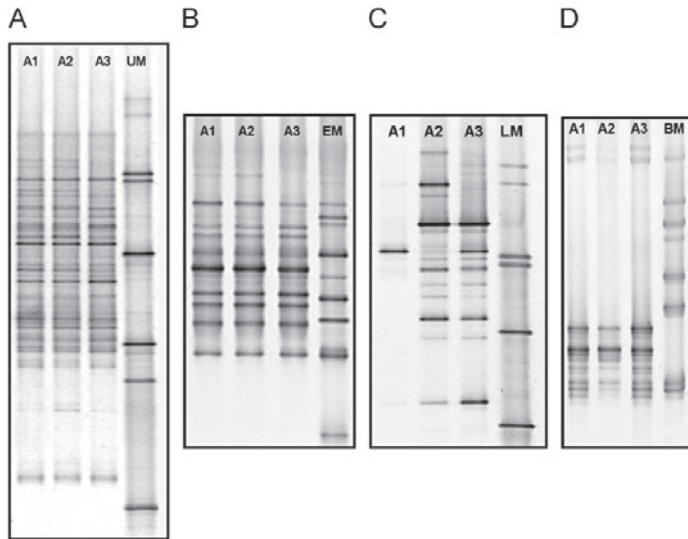 A
B
C
D
A1 A2 A3 UM
A1 A2 A3 EM
A1 A2 A3 LM
A1 A2 A3 BM